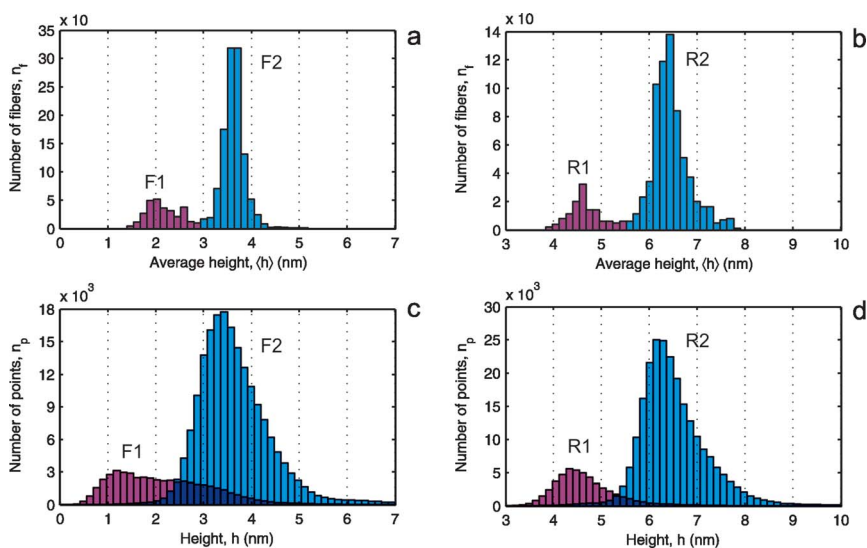 x 10
a
35
30
25
20
15
10
5
0
Number of fibers, n_f
F1
F2
0 1 2 3 4 5 6 7
Average height, ⟨h⟩ (nm)
x 10
b
14
12
10
8
6
4
2
0
Number of fibers, n_f
R1
R2
3 4 5 6 7 8 9 10
Average height, ⟨h⟩ (nm)
x 10³
c
18
15
12
9
6
3
0
Number of points, n_p
F1
F2
0 1 2 3 4 5 6 7
Height, h (nm)
x 10³
d
30
25
20
15
10
5
0
Number of points, n_p
R1
R2
3 4 5 6 7 8 9 10
Height, h (nm)